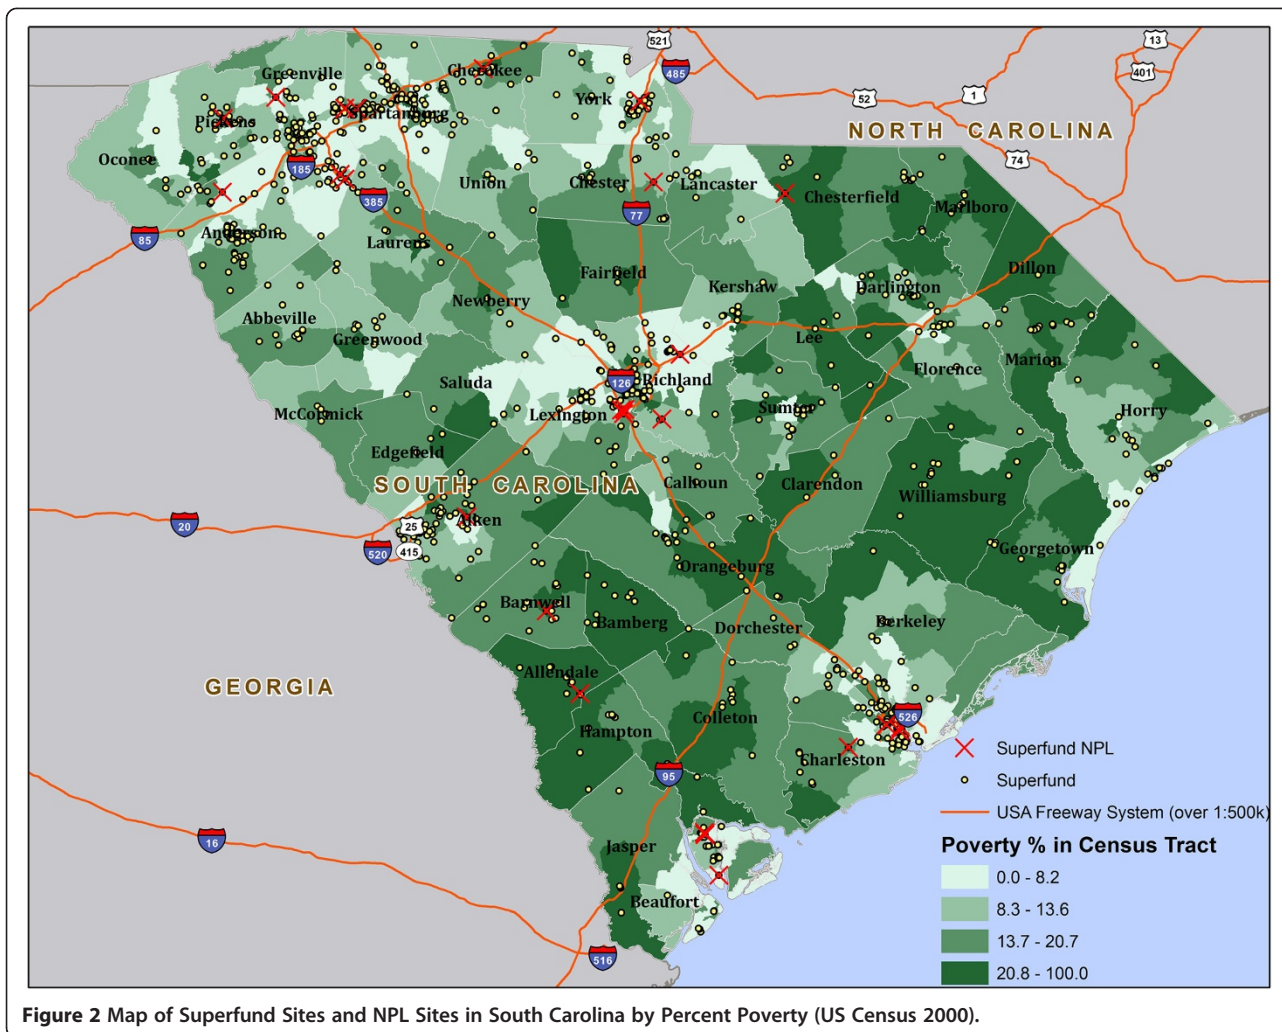 521
13
485
401
52
1
NORTH CAROLINA
74
Greenville
Cherokee
York
Pickens
Spartanburg
Oconee
185
Union
Chester
Lancaster
Chesterfield
Marlboro
385
77
85
Anderson
Laurens
Fairfield
Kershaw
Darlington
Dillon
Newberry
Abbeville
Greenwood
Lee
Florence
Marion
Saluda
126
Richland
McCormick
Lexington
Sumter
Horry
Edgefield
SOUTH CAROLINA
Calhoun
Clarendon
Williamsburg
20
25
Aiken
520
415
Orangeburg
Georgetown
Barnwell
Bamberg
Dorchester
Berkeley
GEORGIA
Allendale
Hampton
Colleton
526
Charleston
95
16
Jasper
Beaufort
516
Superfund NPL
Superfund
USA Freeway System (over 1:500k)
Poverty % in Census Tract
0.0 - 8.2
8.3 - 13.6
13.7 - 20.7
20.8 - 100.0
Figure 2 Map of Superfund Sites and NPL Sites in South Carolina by Percent Poverty (US Census 2000).